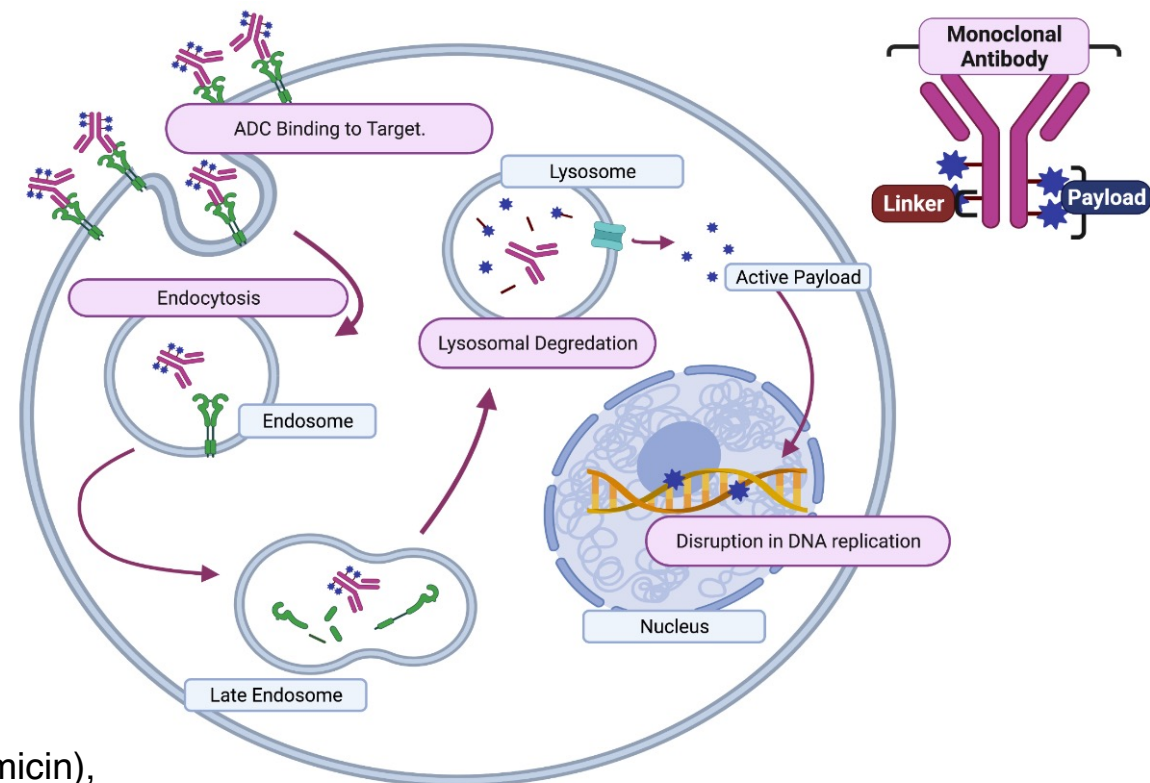 Monoclonal
Antibody
Linker
Payload
ADC Binding to Target.
Lysosome
Active Payload
Endocytosis
Lysosomal Degredation
Endosome
Disruption in DNA replication
Nucleus
Late Endosome
micin),